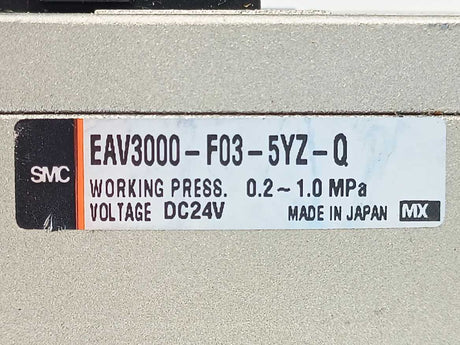 SMC
EAV3000-F03-5YZ-Q
WORKING PRESS. 0.2~1.0 MPa
VOLTAGE DC24V MADE IN JAPAN MX